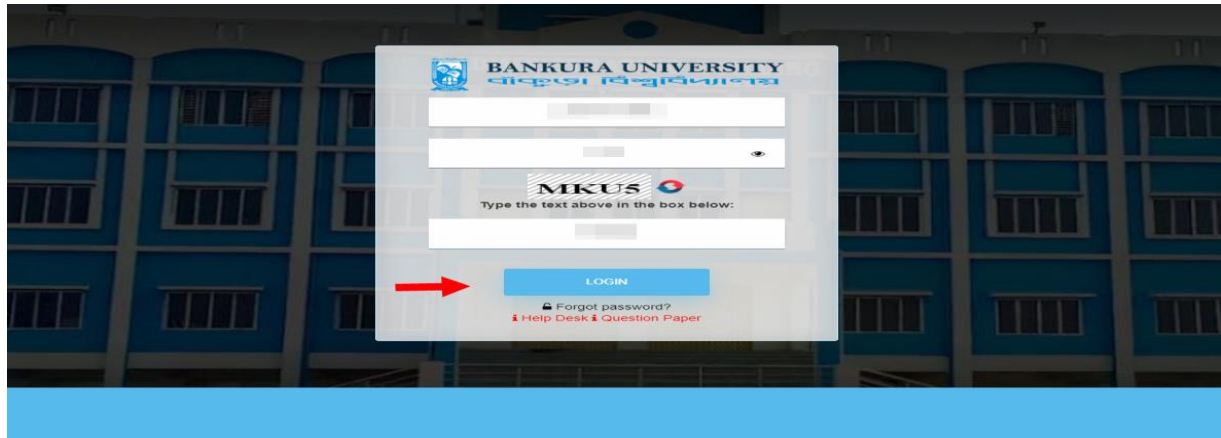 BANKURA UNIVERSITY
বাঁকুড়া বিশ্ববিদ্যালয়
MKU5
Type the text above in the box below:
LOGIN
Forgot password?
i Help Desk i Question Paper